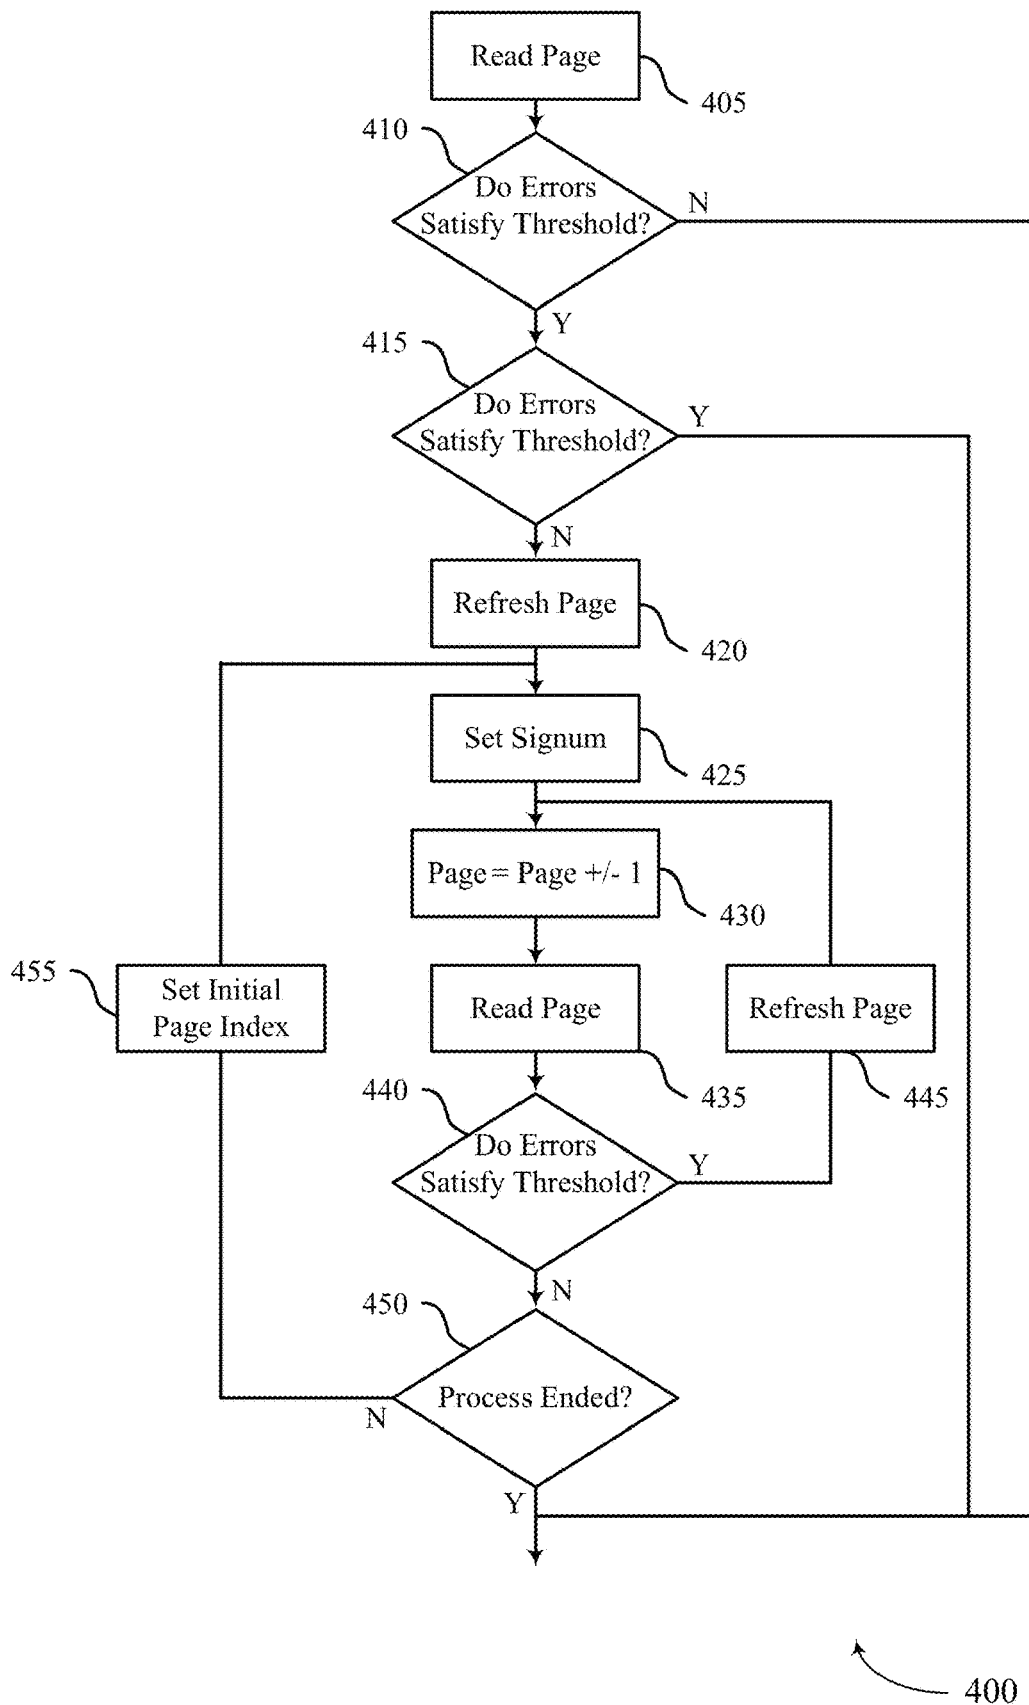 Read Page
405
410
Do Errors
Satisfy Threshold?
N
Y
415
Do Errors
Satisfy Threshold?
Y
N
Refresh Page
420
Set Signum
425
Page = Page +/- 1
430
455
Set Initial
Page Index
Read Page
Refresh Page
435
445
440
Do Errors
Satisfy Threshold?
Y
N
450
Process Ended?
N
Y
400